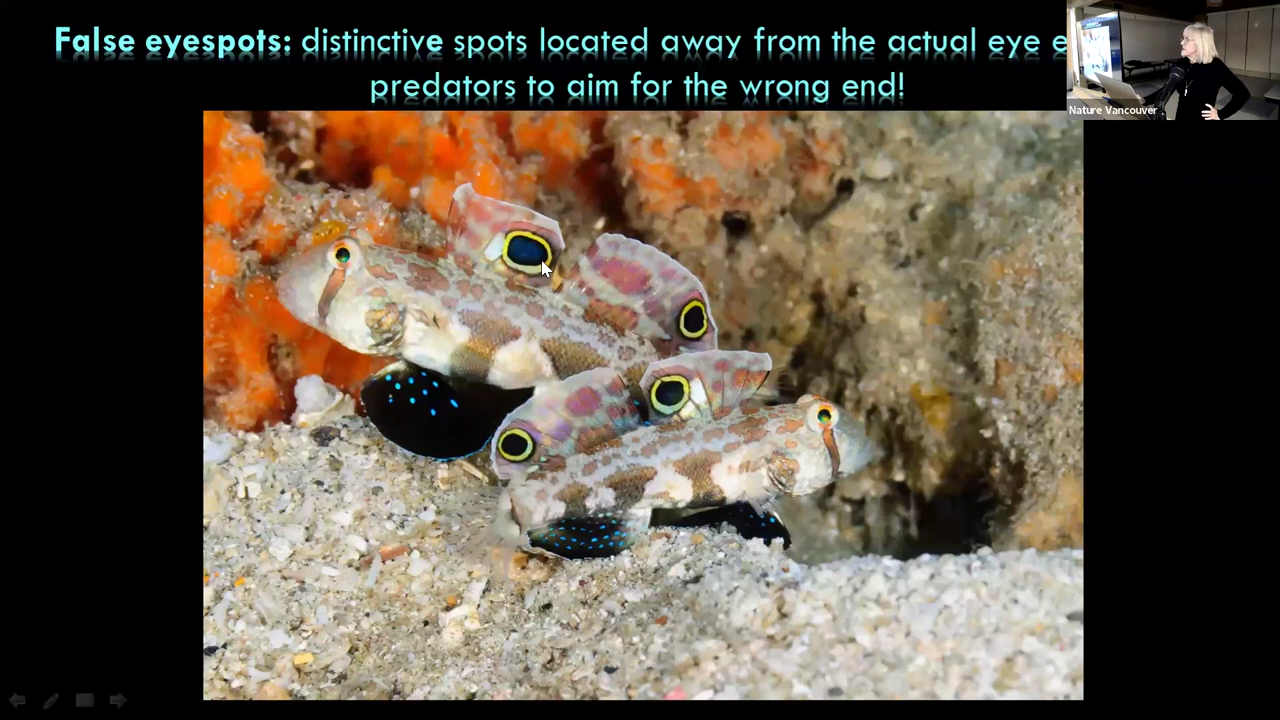 False eyespots: distinctive spots located away from the actual eye e
predators to aim for the wrong end!
Nature Vancouver